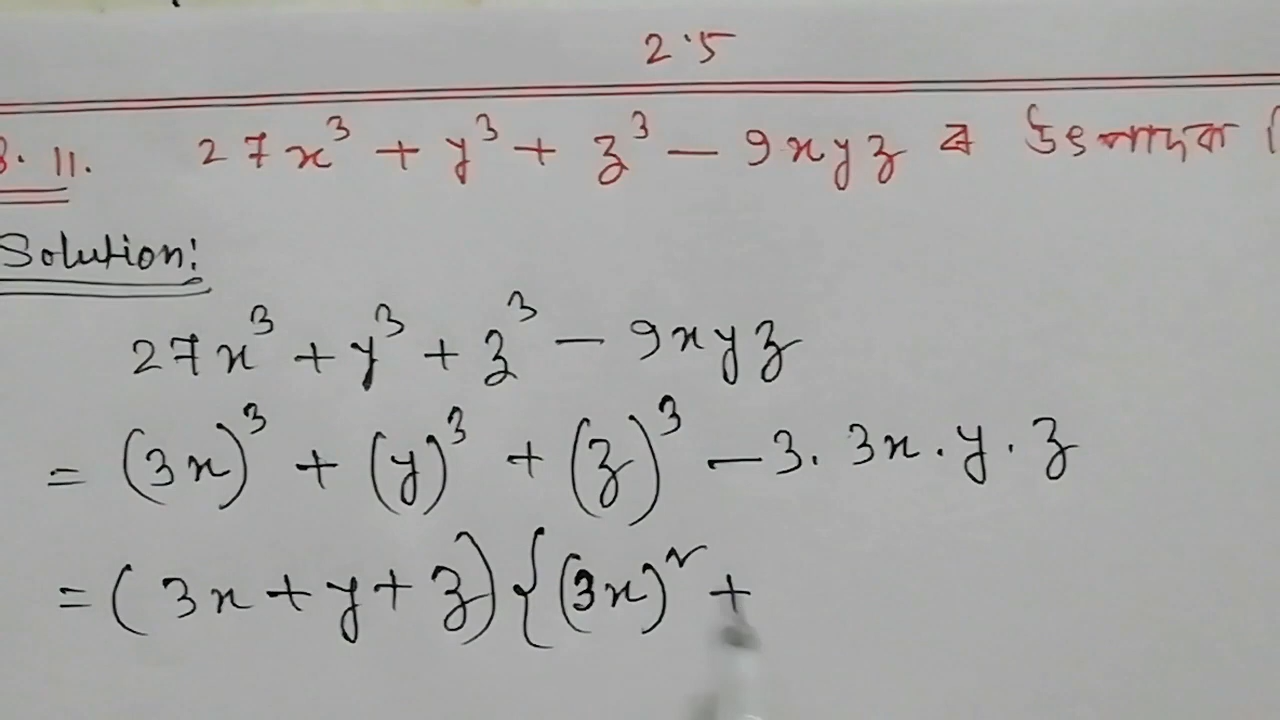 2.5
3. 11. 27x³ + y³ + z³ − 9xyz ৰ উৎপাদক
Solution:
27x³ + y³ + z³ − 9xyz
= (3x)³ + (y)³ + (z)³ − 3. 3x . y . z
= (3x + y + z) {(3x)² +